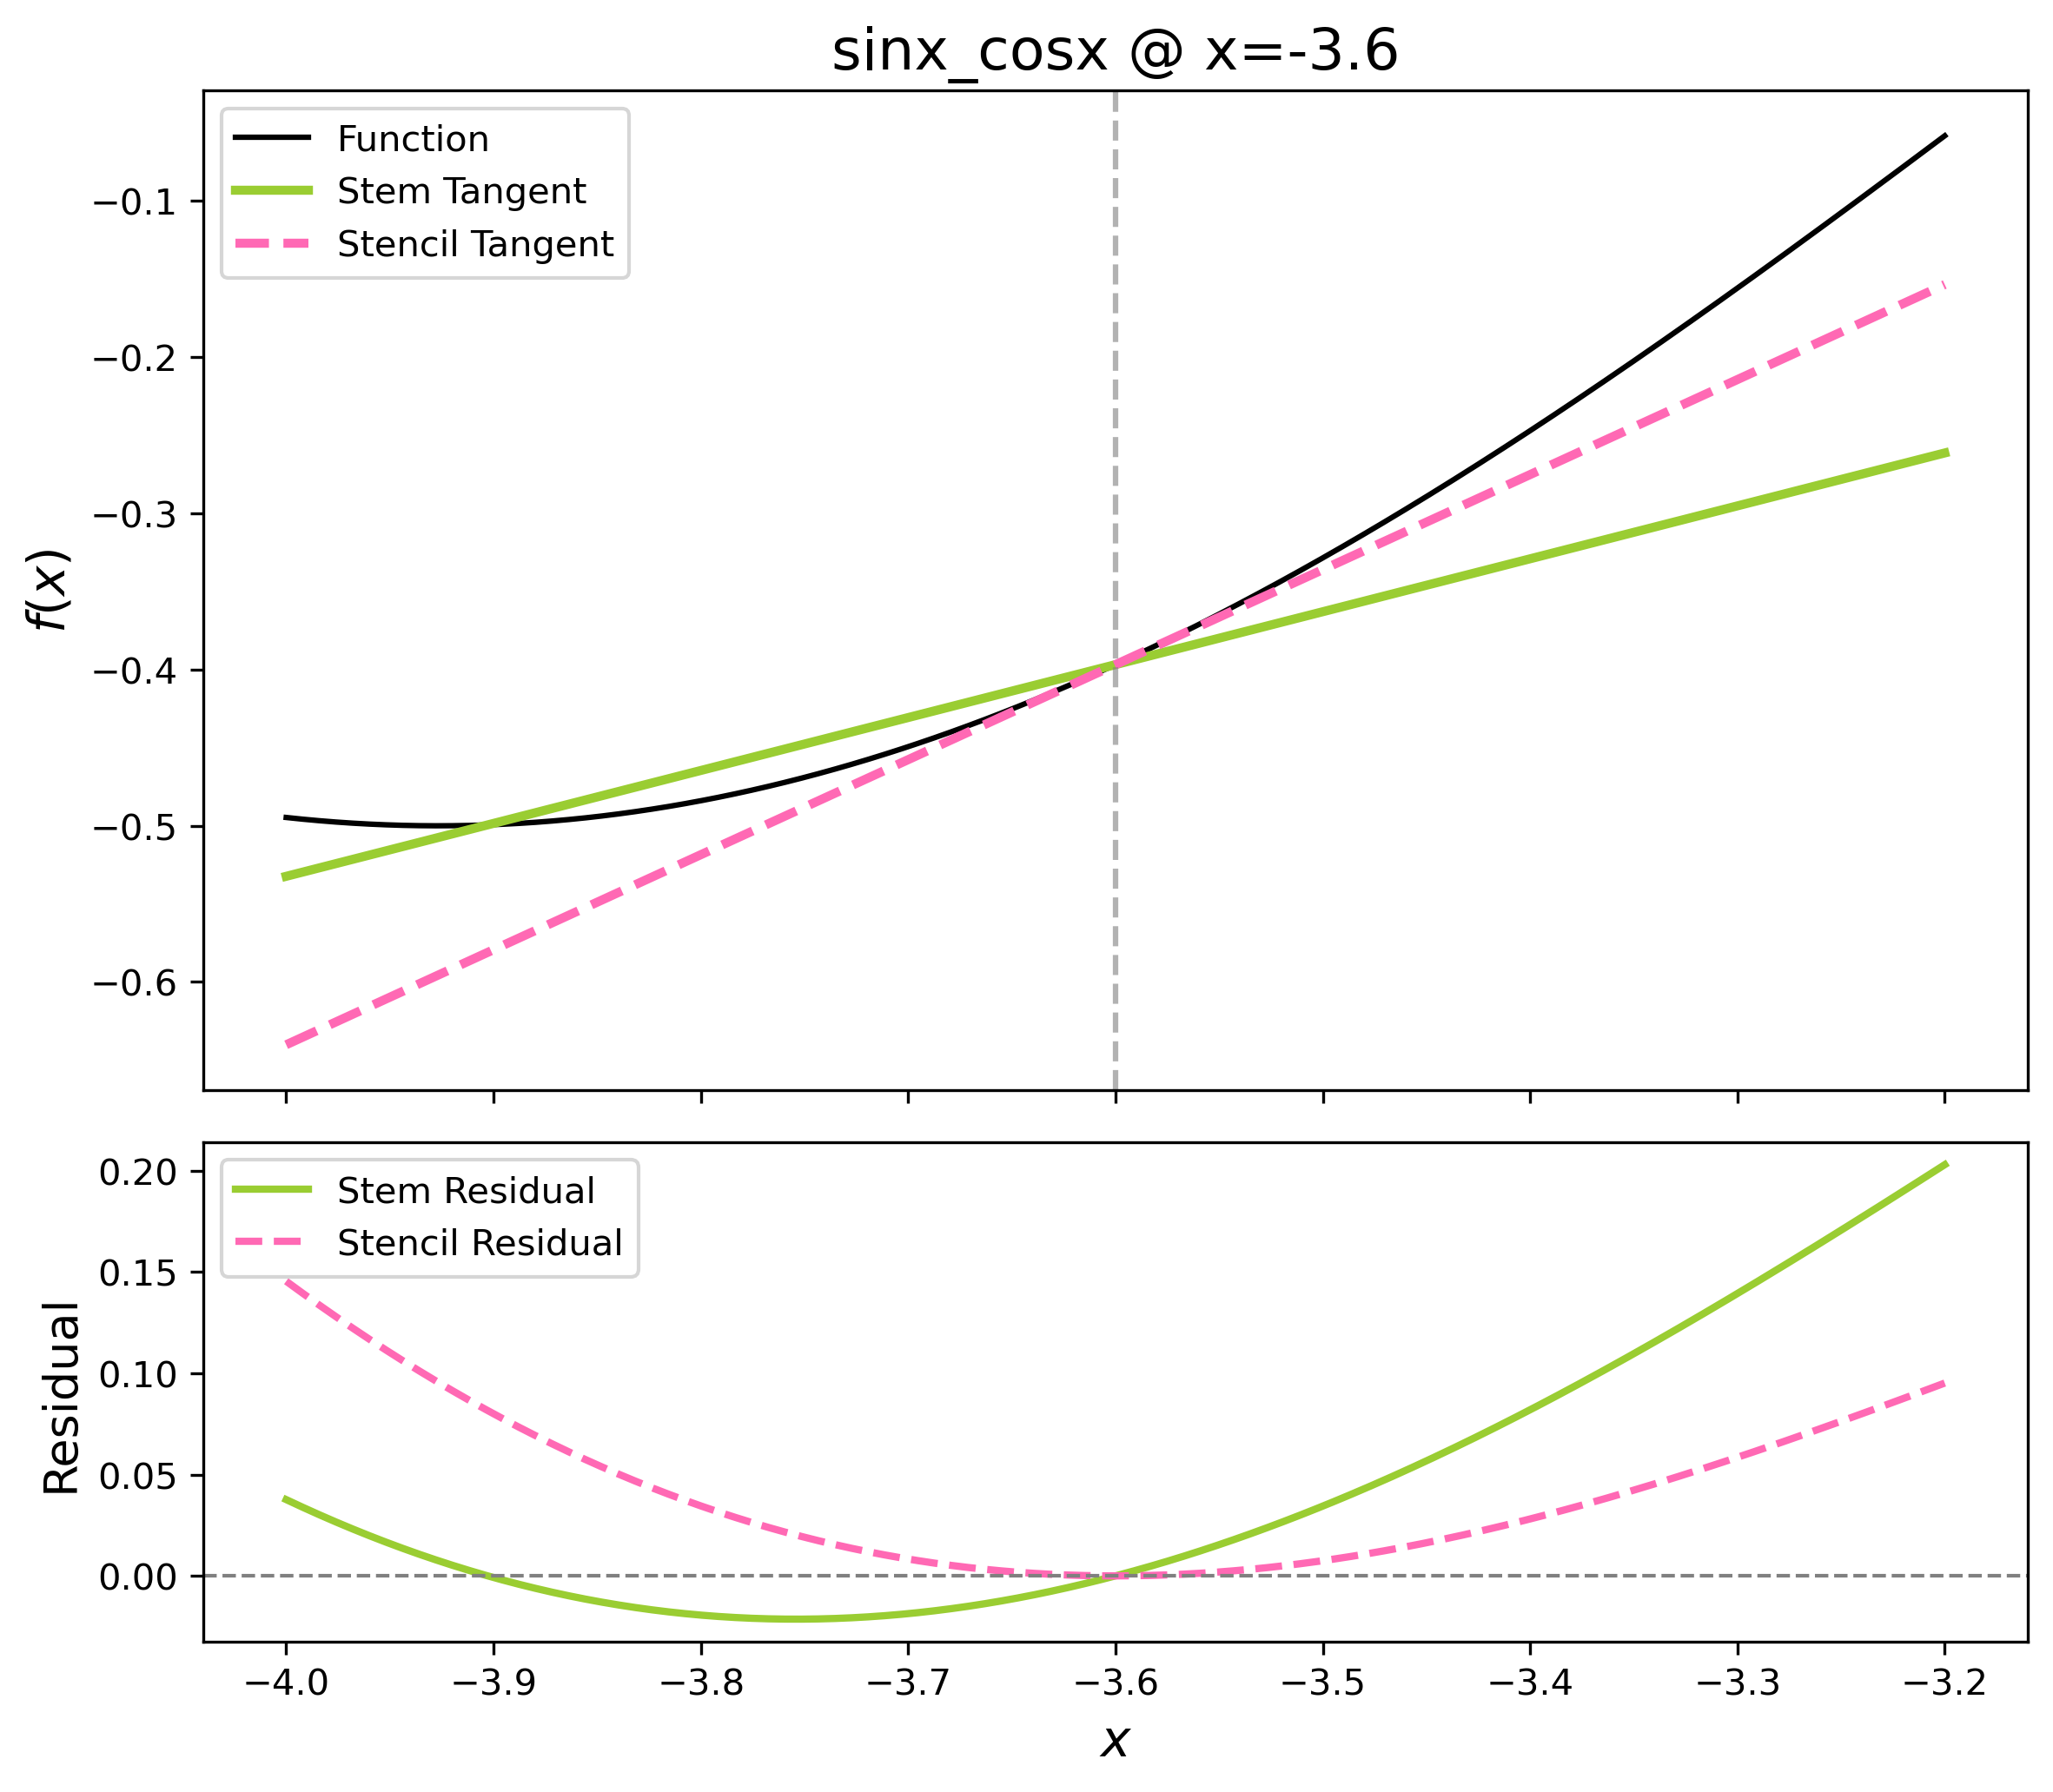 sinx_cosx @ x=-3.6
Function
Stem Tangent
Stencil Tangent
−0.1
−0.2
−0.3
−0.4
−0.5
−0.6
f(x)
Stem Residual
Stencil Residual
0.20
0.15
0.10
0.05
0.00
Residual
−4.0 −3.9 −3.8 −3.7 −3.6 −3.5 −3.4 −3.3 −3.2
x